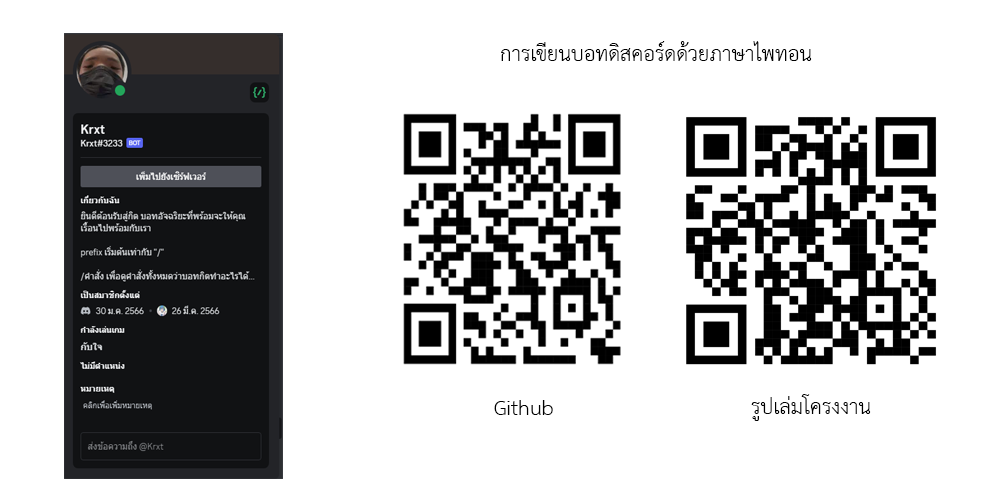 การเขียนบอทดิสคอร์ดด้วยภาษาไพทอน
Krxt
Krxt#3233 BOT
เพิ่มไปยังเซิร์ฟเวอร์
เกี่ยวกับฉัน
ยินดีต้อนรับสู่กิต บอทอัจฉริยะที่พร้อมจะให้คุณ
เรื้อนไปพร้อมกับเรา
prefix เริ่มต้นเท่ากับ "/"
/คำสั่ง เพื่อดูคำสั่งทั้งหมดว่าบอทกิตทำอะไรได้...
เป็นสมาชิกตั้งแต่
30 ม.ค. 2566 • 26 มี.ค. 2566
กำลังเล่นเกม
กับใจ
ไม่มีตำแหน่ง
หมายเหตุ
คลิกเพื่อเพิ่มหมายเหตุ
ส่งข้อความถึง @Krxt
Github
รูปเล่มโครงงาน